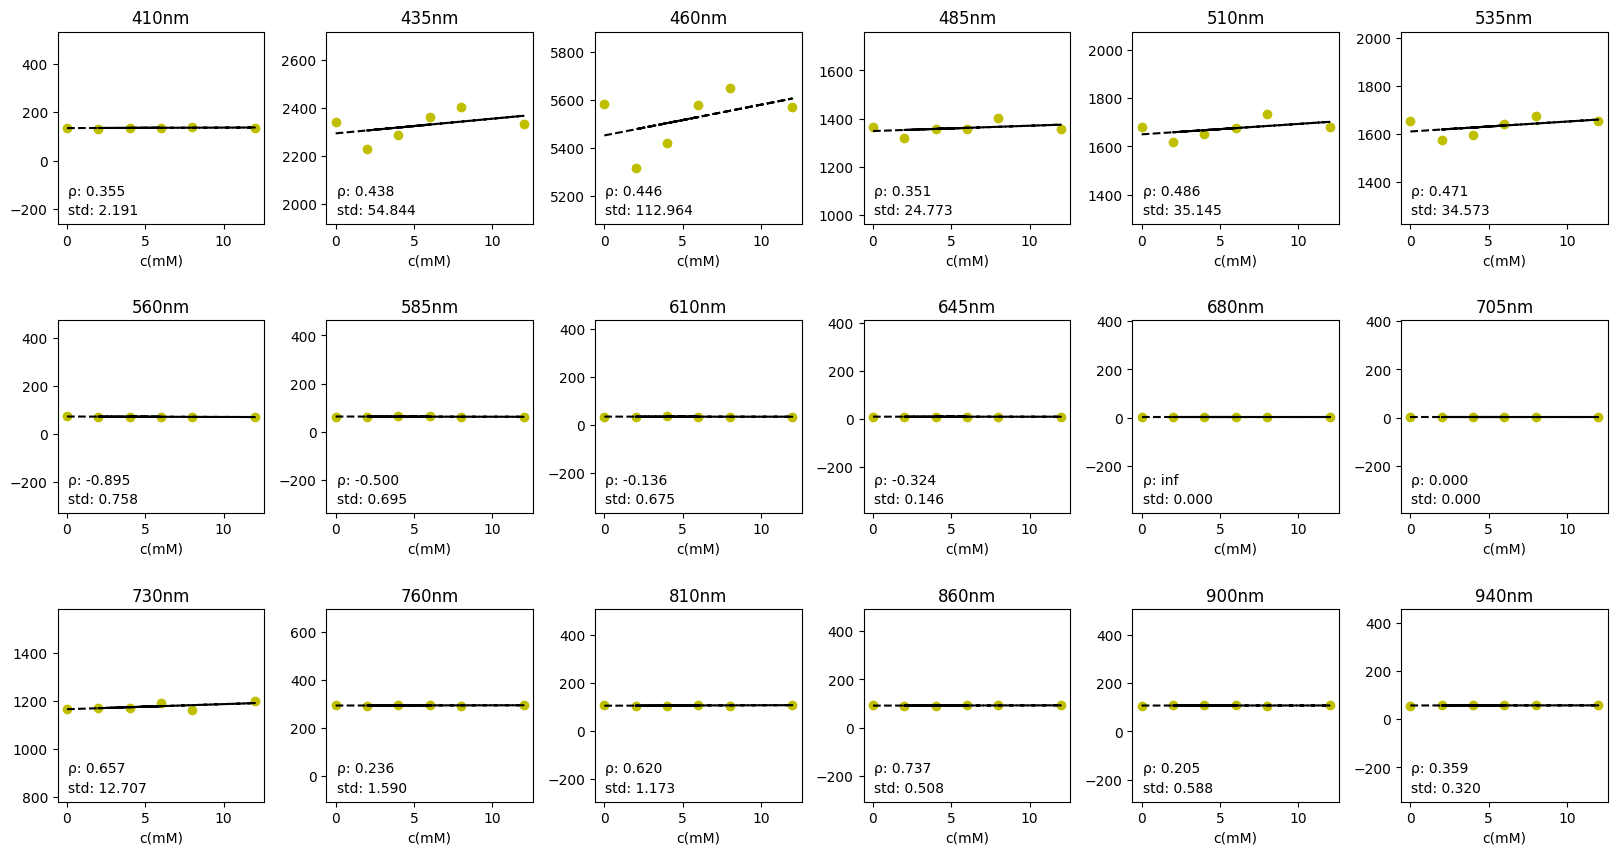 410nm
435nm
460nm
485nm
510nm
535nm
400
200
0
−200
ρ: 0.355
std: 2.191
0 5 10
c(mM)
2600
2400
2200
2000
ρ: 0.438
std: 54.844
0 5 10
c(mM)
5800
5600
5400
5200
ρ: 0.446
std: 112.964
0 5 10
c(mM)
1600
1400
1200
1000
ρ: 0.351
std: 24.773
0 5 10
c(mM)
2000
1800
1600
1400
ρ: 0.486
std: 35.145
0 5 10
c(mM)
2000
1800
1600
1400
ρ: 0.471
std: 34.573
0 5 10
c(mM)
560nm
585nm
610nm
645nm
680nm
705nm
400
200
0
−200
ρ: -0.895
std: 0.758
0 5 10
c(mM)
400
200
0
−200
ρ: -0.500
std: 0.695
0 5 10
c(mM)
400
200
0
−200
ρ: -0.136
std: 0.675
0 5 10
c(mM)
400
200
0
−200
ρ: -0.324
std: 0.146
0 5 10
c(mM)
400
200
0
−200
ρ: inf
std: 0.000
0 5 10
c(mM)
400
200
0
−200
ρ: 0.000
std: 0.000
0 5 10
c(mM)
730nm
760nm
810nm
860nm
900nm
940nm
1400
1200
1000
800
ρ: 0.657
std: 12.707
0 5 10
c(mM)
600
400
200
0
ρ: 0.236
std: 1.590
0 5 10
c(mM)
400
200
0
−200
ρ: 0.620
std: 1.173
0 5 10
c(mM)
400
200
0
−200
ρ: 0.737
std: 0.508
0 5 10
c(mM)
400
200
0
−200
ρ: 0.205
std: 0.588
0 5 10
c(mM)
400
200
0
−200
ρ: 0.359
std: 0.320
0 5 10
c(mM)